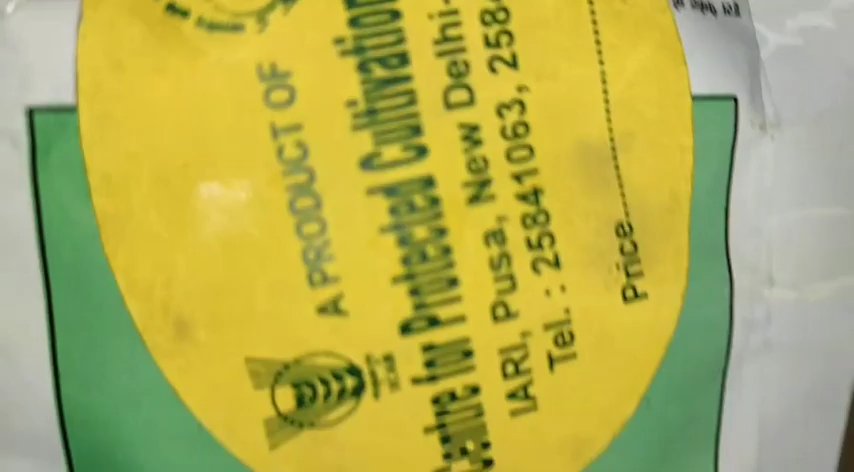 A PRODUCT OF
Centre for Protected Cultivation
IARI, Pusa, New Delhi-
Tel. : 25841063, 258
Price..............................